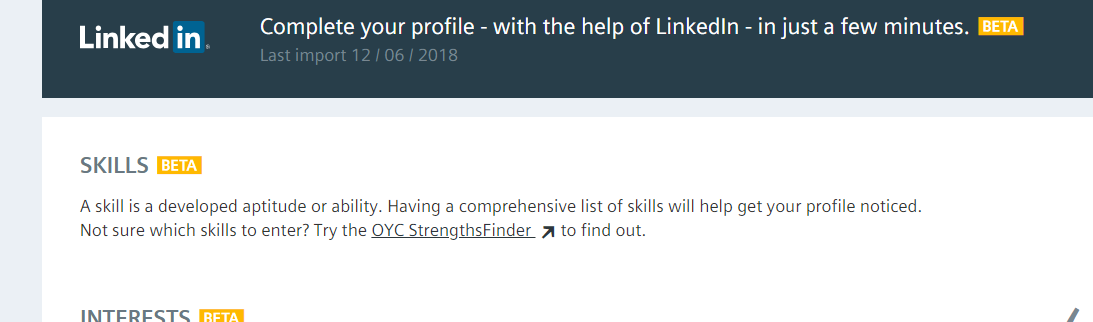 Linked in
Complete your profile - with the help of LinkedIn - in just a few minutes. BETA
Last import 12 / 06 / 2018
SKILLS BETA
A skill is a developed aptitude or ability. Having a comprehensive list of skills will help get your profile noticed.
Not sure which skills to enter? Try the OYC StrengthsFinder to find out.
INTERESTS BETA